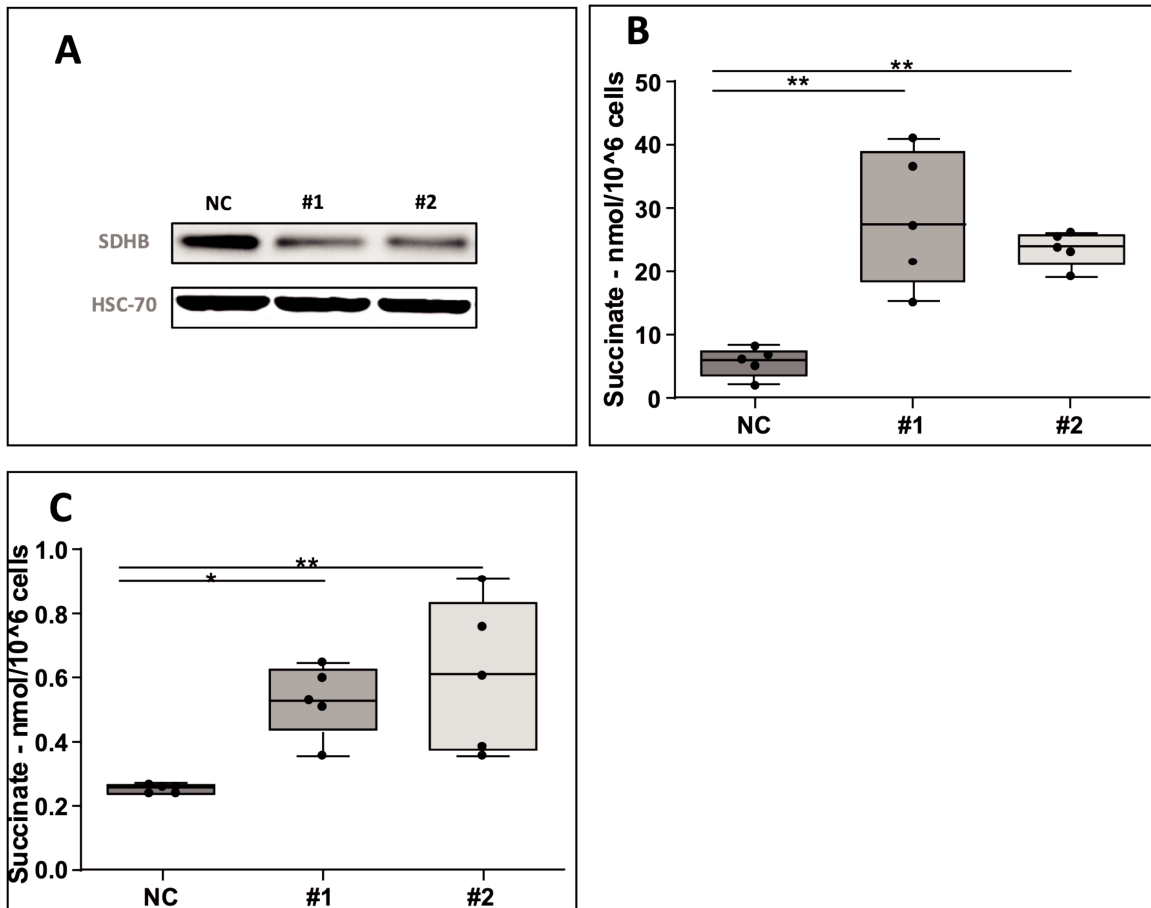 A
NC #1 #2
SDHB
HSC-70
B
** 
**
Succinate - nmol/10^6 cells
50
40
30
20
10
0
NC #1 #2
C
**
*
Succinate - nmol/10^6 cells
1.0
0.8
0.6
0.4
0.2
0.0
NC #1 #2